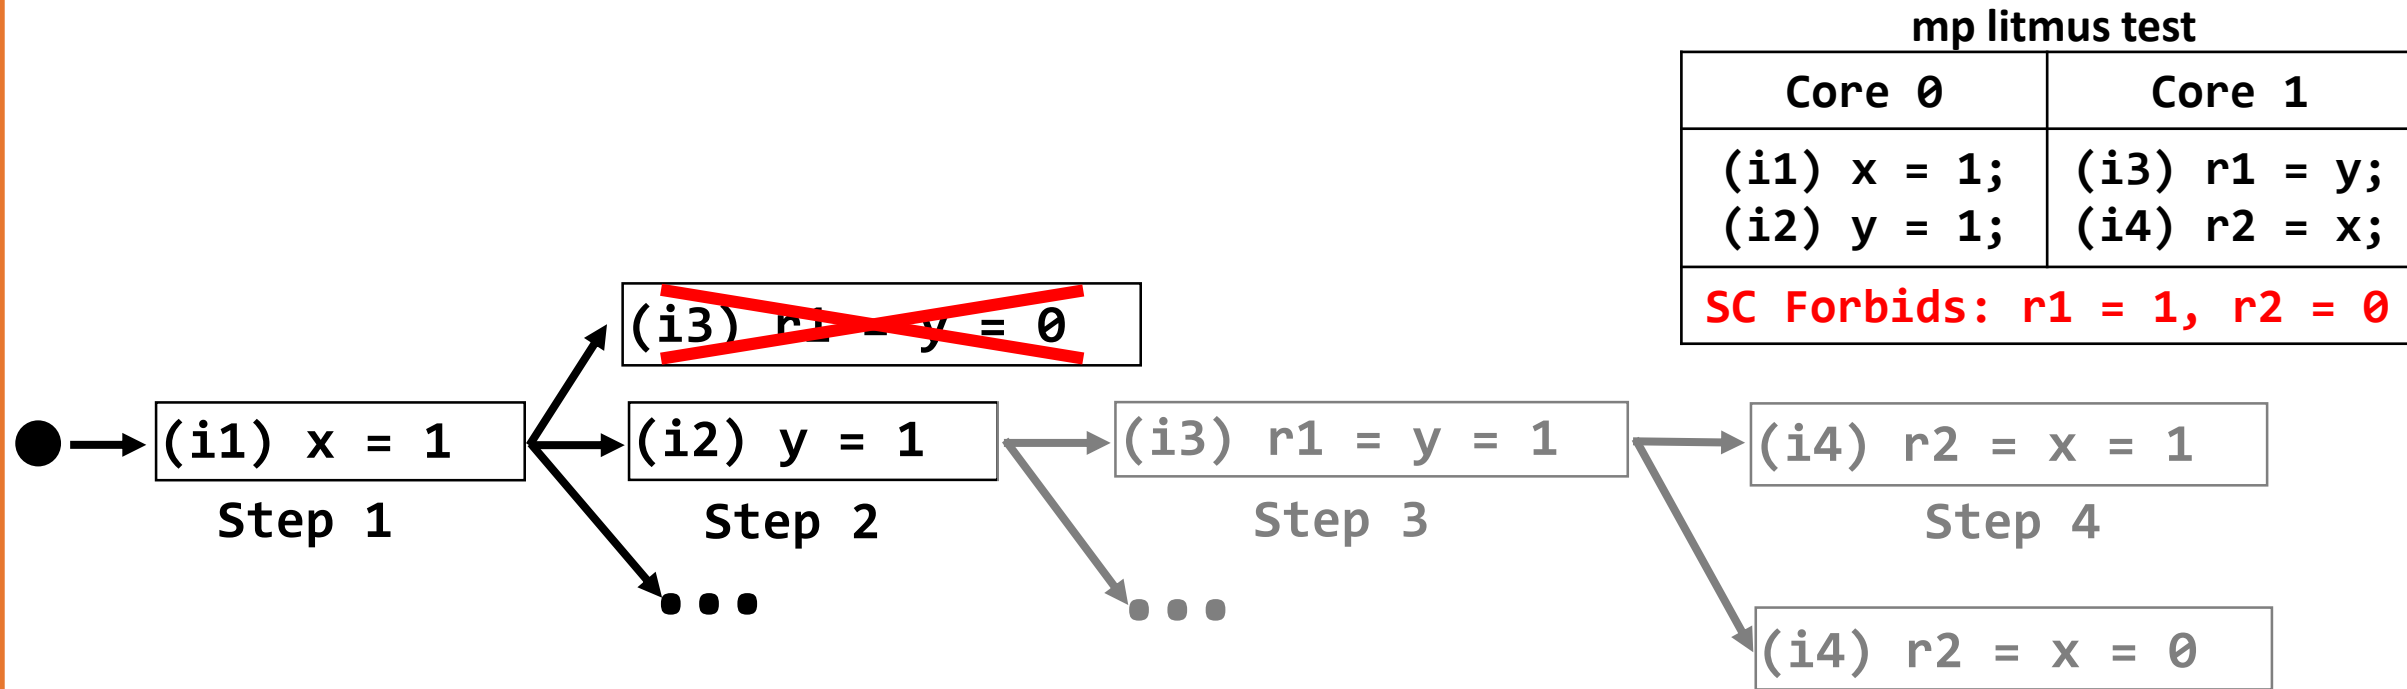 mp litmus test
Core 0 Core 1
(i1) x = 1; (i3) r1 = y;
(i2) y = 1; (i4) r2 = x;
SC Forbids: r1 = 1, r2 = 0
(i3) r1 = y = 0
(i1) x = 1
(i2) y = 1
(i3) r1 = y = 1
(i4) r2 = x = 1
Step 1
Step 2
Step 3
Step 4
...
...
(i4) r2 = x = 0